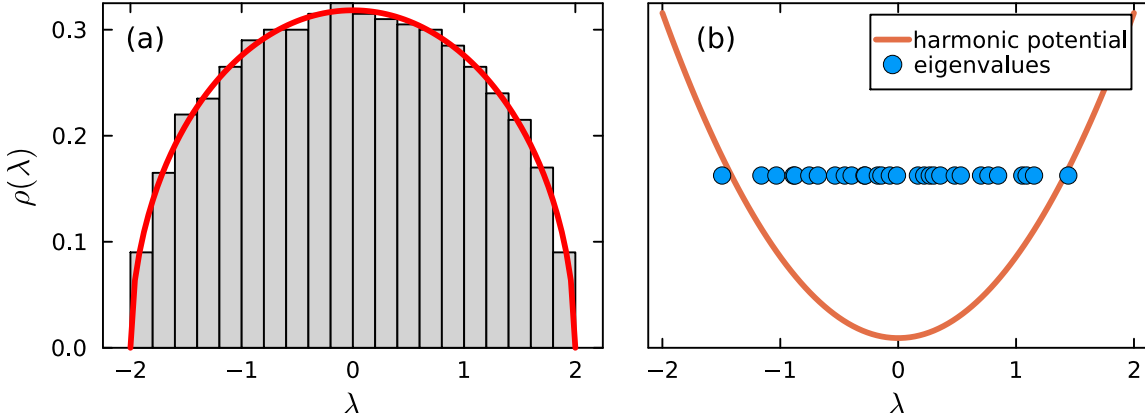 (a)
ρ(λ)
0.3
0.2
0.1
0.0
−2 −1 0 1 2
λ
(b)
harmonic potential
eigenvalues
−2 −1 0 1 2
λ